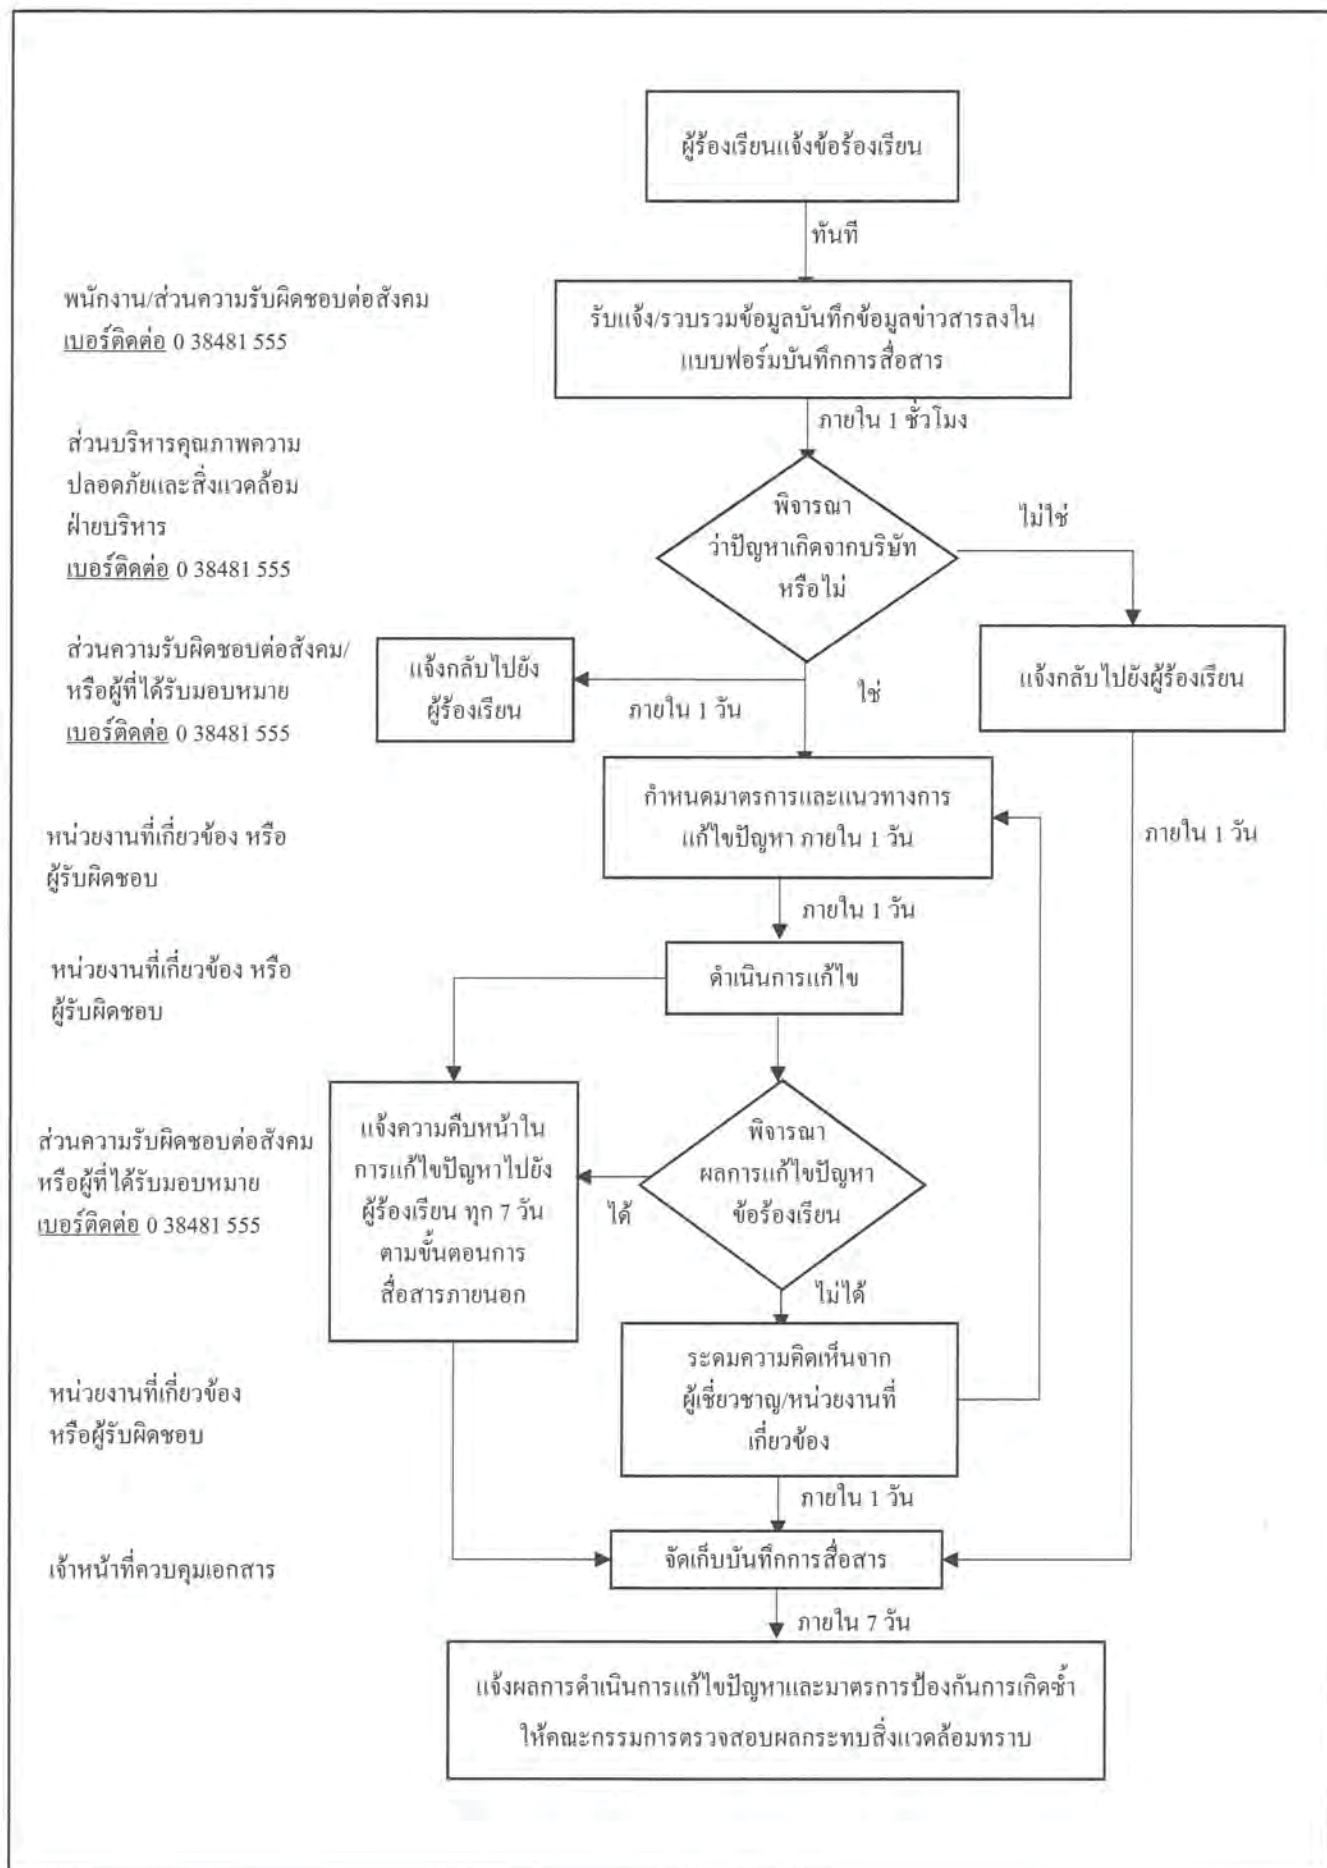 ผู้ร้องเรียนแจ้งข้อร้องเรียน
ทันที
พนักงาน/ส่วนความรับผิดชอบต่อสังคม
เบอร์ติดต่อ 0 38481 555
รับแจ้ง/รวบรวมข้อมูลบันทึกข้อมูลข่าวสารลงใน
แบบฟอร์มบันทึกการสื่อสาร
ภายใน 1 ชั่วโมง
ส่วนบริหารคุณภาพความ
ปลอดภัยและสิ่งแวดล้อม
ฝ่ายบริหาร
เบอร์ติดต่อ 0 38481 555
พิจารณา
ว่าปัญหาเกิดจากบริษัท
หรือไม่
ไม่ใช่
ส่วนความรับผิดชอบต่อสังคม/
หรือผู้ที่ได้รับมอบหมาย
เบอร์ติดต่อ 0 38481 555
แจ้งกลับไปยัง
ผู้ร้องเรียน
ภายใน 1 วัน
ใช่
แจ้งกลับไปยังผู้ร้องเรียน
กำหนดมาตรการและแนวทางการ
แก้ไขปัญหา ภายใน 1 วัน
ภายใน 1 วัน
หน่วยงานที่เกี่ยวข้อง หรือ
ผู้รับผิดชอบ
ภายใน 1 วัน
หน่วยงานที่เกี่ยวข้อง หรือ
ผู้รับผิดชอบ
ดำเนินการแก้ไข
ส่วนความรับผิดชอบต่อสังคม
หรือผู้ที่ได้รับมอบหมาย
เบอร์ติดต่อ 0 38481 555
แจ้งความคืบหน้าใน
การแก้ไขปัญหาไปยัง
ผู้ร้องเรียน ทุก 7 วัน
ตามขั้นตอนการ
สื่อสารภายนอก
ได้
พิจารณา
ผลการแก้ไขปัญหา
ข้อร้องเรียน
ไม่ได้
หน่วยงานที่เกี่ยวข้อง
หรือผู้รับผิดชอบ
ระดมความคิดเห็นจาก
ผู้เชี่ยวชาญ/หน่วยงานที่
เกี่ยวข้อง
ภายใน 1 วัน
เจ้าหน้าที่ควบคุมเอกสาร
จัดเก็บบันทึกการสื่อสาร
ภายใน 7 วัน
แจ้งผลการดำเนินการแก้ไขปัญหาและมาตรการป้องกันการเกิดซ้ำ
ให้คณะกรรมการตรวจสอบผลกระทบสิ่งแวดล้อมทราบ